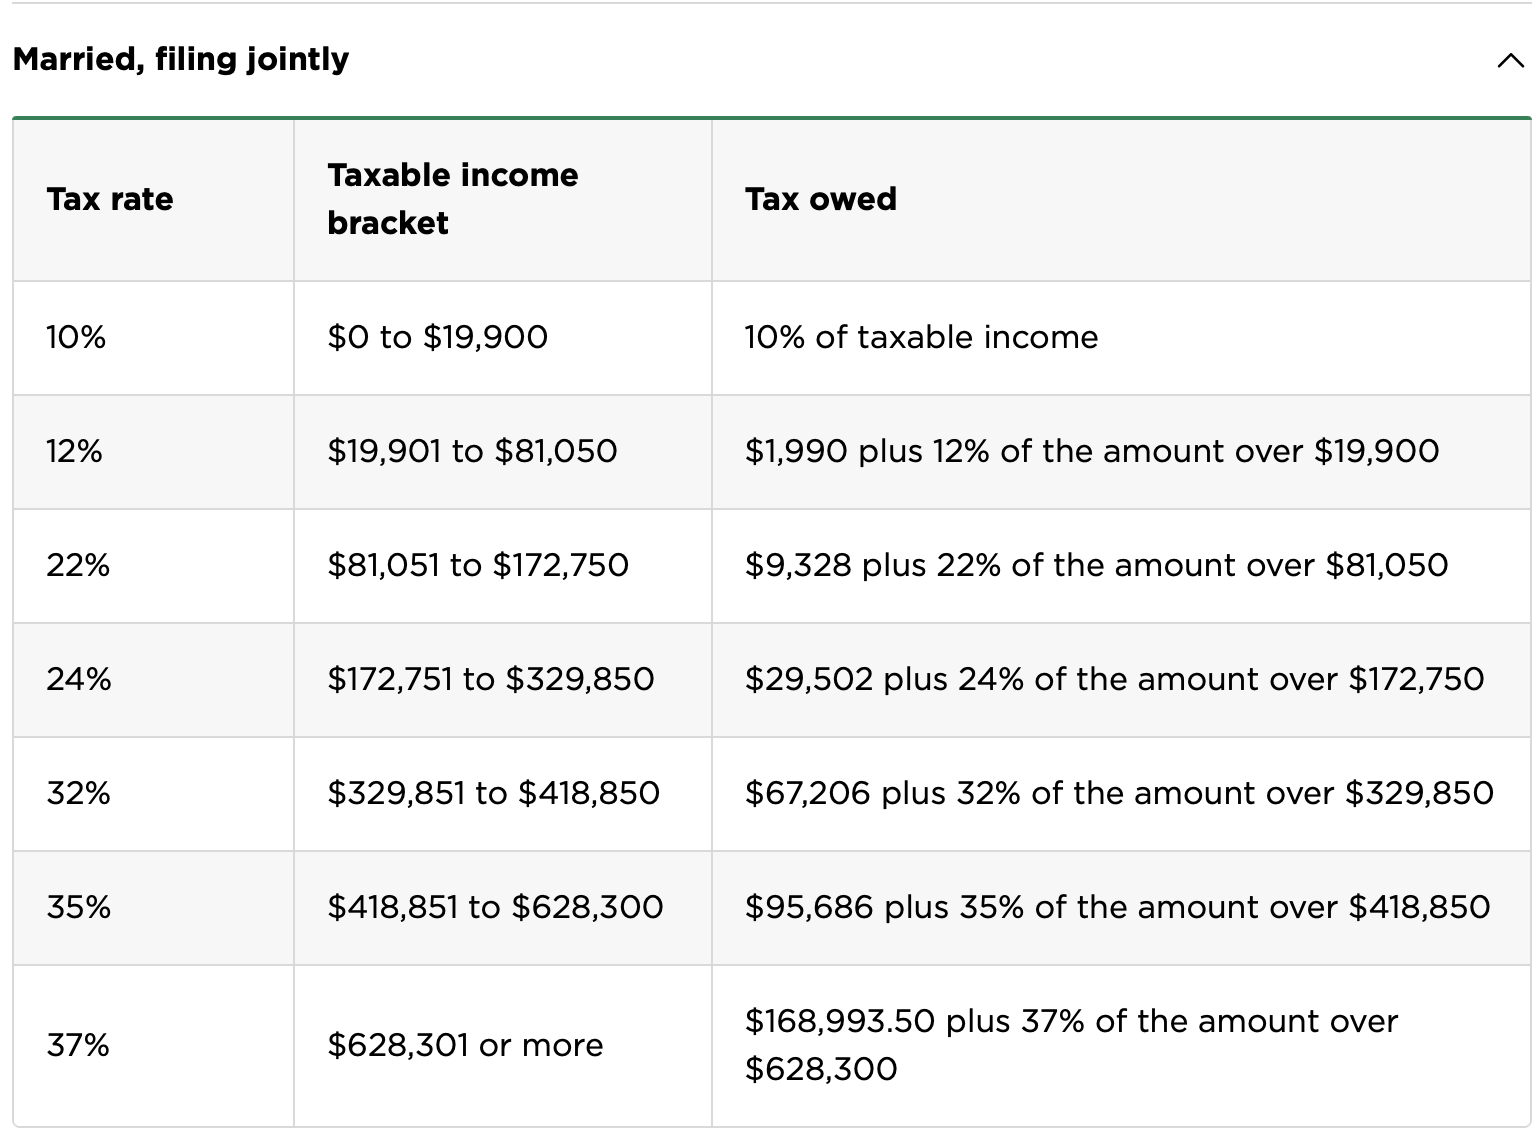 Married, filing jointly
Tax rate
Taxable income
bracket
Tax owed
10%
$0 to $19,900
10% of taxable income
12%
$19,901 to $81,050
$1,990 plus 12% of the amount over $19,900
22%
$81,051 to $172,750
$9,328 plus 22% of the amount over $81,050
24%
$172,751 to $329,850
$29,502 plus 24% of the amount over $172,750
32%
$329,851 to $418,850
$67,206 plus 32% of the amount over $329,850
35%
$418,851 to $628,300
$95,686 plus 35% of the amount over $418,850
37%
$628,301 or more
$168,993.50 plus 37% of the amount over
$628,300